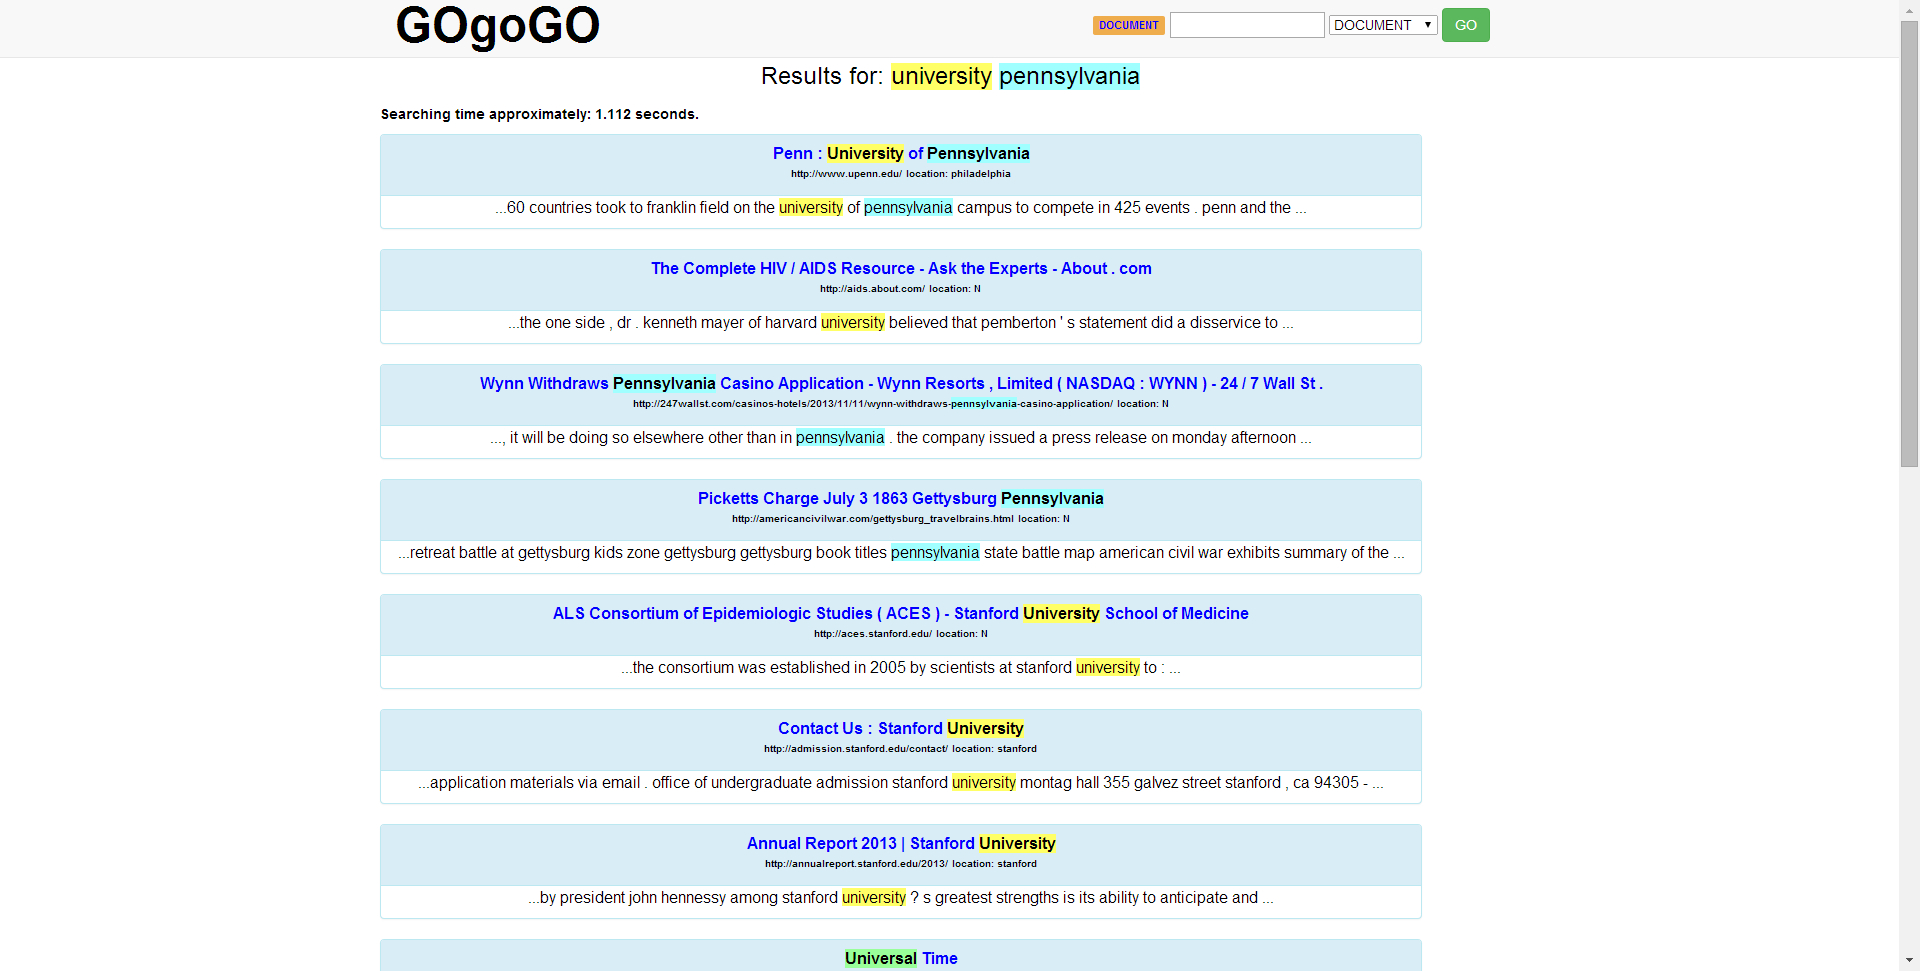 GOgoGO
DOCUMENT DOCUMENT GO
Results for: university pennsylvania
Searching time approximately: 1.112 seconds.
Penn : University of Pennsylvania
http://www.upenn.edu/ location: philadelphia
...60 countries took to franklin field on the university of pennsylvania campus to compete in 425 events . penn and the ...
The Complete HIV / AIDS Resource - Ask the Experts - About . com
http://aids.about.com/ location: N
...the one side , dr . kenneth mayer of harvard university believed that pemberton ' s statement did a disservice to ...
Wynn Withdraws Pennsylvania Casino Application - Wynn Resorts , Limited ( NASDAQ : WYNN ) - 24 / 7 Wall St .
http://247wallst.com/casinos-hotels/2013/11/11/wynn-withdraws-pennsylvania-casino-application/ location: N
..., it will be doing so elsewhere other than in pennsylvania . the company issued a press release on monday afternoon ...
Picketts Charge July 3 1863 Gettysburg Pennsylvania
http://americancivilwar.com/gettysburg_travelbrains.html location: N
...retreat battle at gettysburg kids zone gettysburg gettysburg book titles pennsylvania state battle map american civil war exhibits summary of the ...
ALS Consortium of Epidemiologic Studies ( ACES ) - Stanford University School of Medicine
http://aces.stanford.edu/ location: N
...the consortium was established in 2005 by scientists at stanford university to : ...
Contact Us : Stanford University
http://admission.stanford.edu/contact/ location: stanford
...application materials via email . office of undergraduate admission stanford university montag hall 355 galvez street stanford , ca 94305 - ...
Annual Report 2013 | Stanford University
http://annualreport.stanford.edu/2013/ location: stanford
...by president john hennessy among stanford university ? s greatest strengths is its ability to anticipate and ...
Universal Time